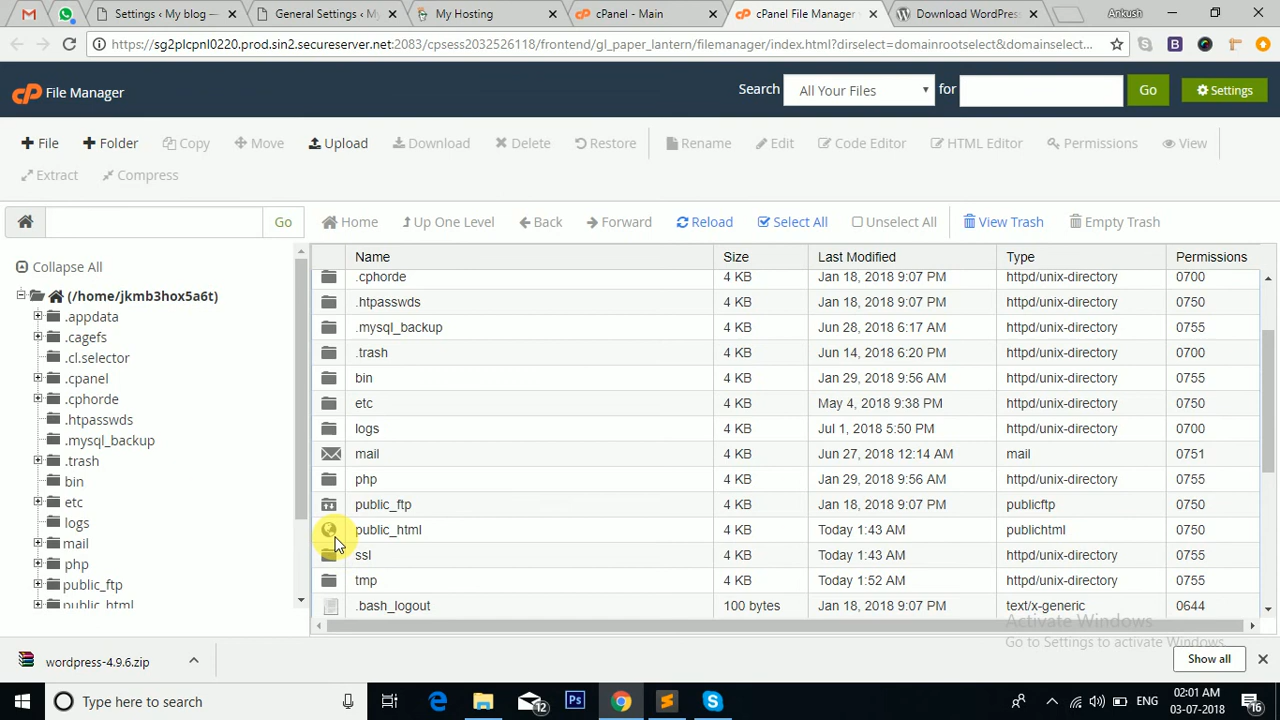 Settings ‹ My blog —
General Settings ‹ My
My Hosting
cPanel - Main
cPanel File Manager
Download WordPress
Ankush
https://sg2plcpnl0220.prod.sin2.secureserver.net:2083/cpsess2032526118/frontend/gl_paper_lantern/filemanager/index.html?dirselect=domainrootselect&domainselect...
cP File Manager
Search All Your Files for Go Settings
File Folder Copy Move Upload Download Delete Restore Rename Edit Code Editor HTML Editor Permissions View
Extract Compress
Go Home Up One Level Back Forward Reload Select All Unselect All View Trash Empty Trash
Collapse All
(/home/jkmb3hox5a6t)
.appdata
.cagefs
.cl.selector
.cpanel
.cphorde
.htpasswds
.mysql_backup
.trash
bin
etc
logs
mail
php
public_ftp
public_html
Name Size Last Modified Type Permissions
.cphorde 4 KB Jan 18, 2018 9:07 PM httpd/unix-directory 0700
.htpasswds 4 KB Jan 18, 2018 9:07 PM httpd/unix-directory 0750
.mysql_backup 4 KB Jun 28, 2018 6:17 AM httpd/unix-directory 0755
.trash 4 KB Jun 14, 2018 6:20 PM httpd/unix-directory 0700
bin 4 KB Jan 29, 2018 9:56 AM httpd/unix-directory 0755
etc 4 KB May 4, 2018 9:38 PM httpd/unix-directory 0750
logs 4 KB Jul 1, 2018 5:50 PM httpd/unix-directory 0700
mail 4 KB Jun 27, 2018 12:14 AM mail 0751
php 4 KB Jan 29, 2018 9:56 AM httpd/unix-directory 0755
public_ftp 4 KB Jan 18, 2018 9:07 PM publicftp 0750
public_html 4 KB Today 1:43 AM publichtml 0750
ssl 4 KB Today 1:43 AM httpd/unix-directory 0755
tmp 4 KB Today 1:52 AM httpd/unix-directory 0755
.bash_logout 100 bytes Jan 18, 2018 9:07 PM text/x-generic 0644
Activate Windows
Go to Settings to activate Windows.
wordpress-4.9.6.zip
Show all
Type here to search
12
Ps
ENG
02:01 AM
03-07-2018
16